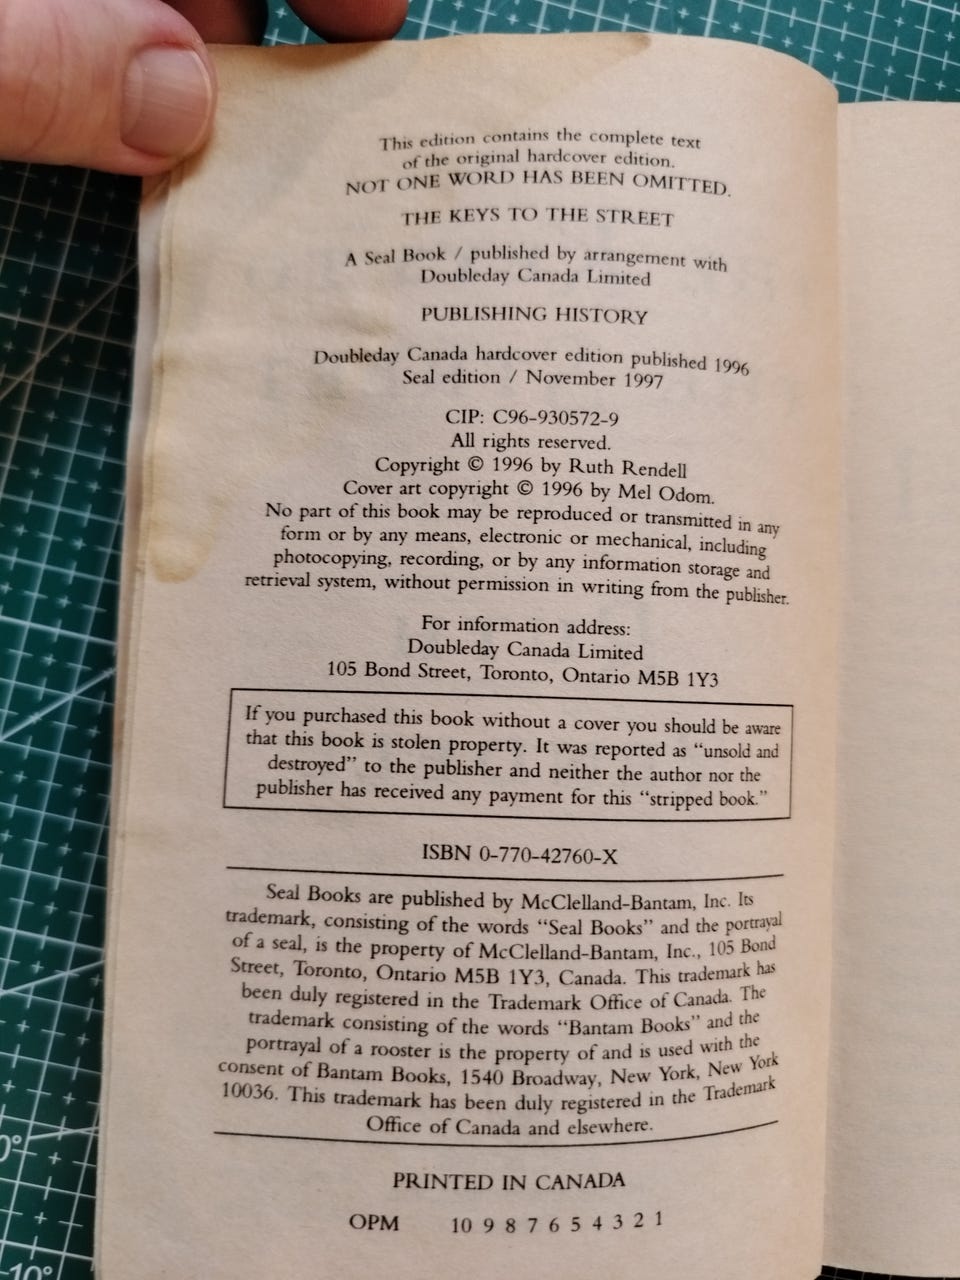 This edition contains the complete text
of the original hardcover edition.
NOT ONE WORD HAS BEEN OMITTED.
THE KEYS TO THE STREET
A Seal Book / published by arrangement with
Doubleday Canada Limited
PUBLISHING HISTORY
Doubleday Canada hardcover edition published 1996
Seal edition / November 1997
CIP: C96-930572-9
All rights reserved.
Copyright © 1996 by Ruth Rendell
Cover art copyright © 1996 by Mel Odom.
No part of this book may be reproduced or transmitted in any
form or by any means, electronic or mechanical, including
photocopying, recording, or by any information storage and
retrieval system, without permission in writing from the publisher.
For information address:
Doubleday Canada Limited
105 Bond Street, Toronto, Ontario M5B 1Y3
If you purchased this book without a cover you should be aware
that this book is stolen property. It was reported as “unsold and
destroyed” to the publisher and neither the author nor the
publisher has received any payment for this “stripped book.”
ISBN 0-770-42760-X
Seal Books are published by McClelland-Bantam, Inc. Its
trademark, consisting of the words “Seal Books” and the portrayal
of a seal, is the property of McClelland-Bantam, Inc., 105 Bond
Street, Toronto, Ontario M5B 1Y3, Canada. This trademark has
been duly registered in the Trademark Office of Canada. The
trademark consisting of the words “Bantam Books” and the
portrayal of a rooster is the property of and is used with the
consent of Bantam Books, 1540 Broadway, New York, New York
10036. This trademark has been duly registered in the Trademark
Office of Canada and elsewhere.
PRINTED IN CANADA
OPM 10 9 8 7 6 5 4 3 2 1
0°
10°